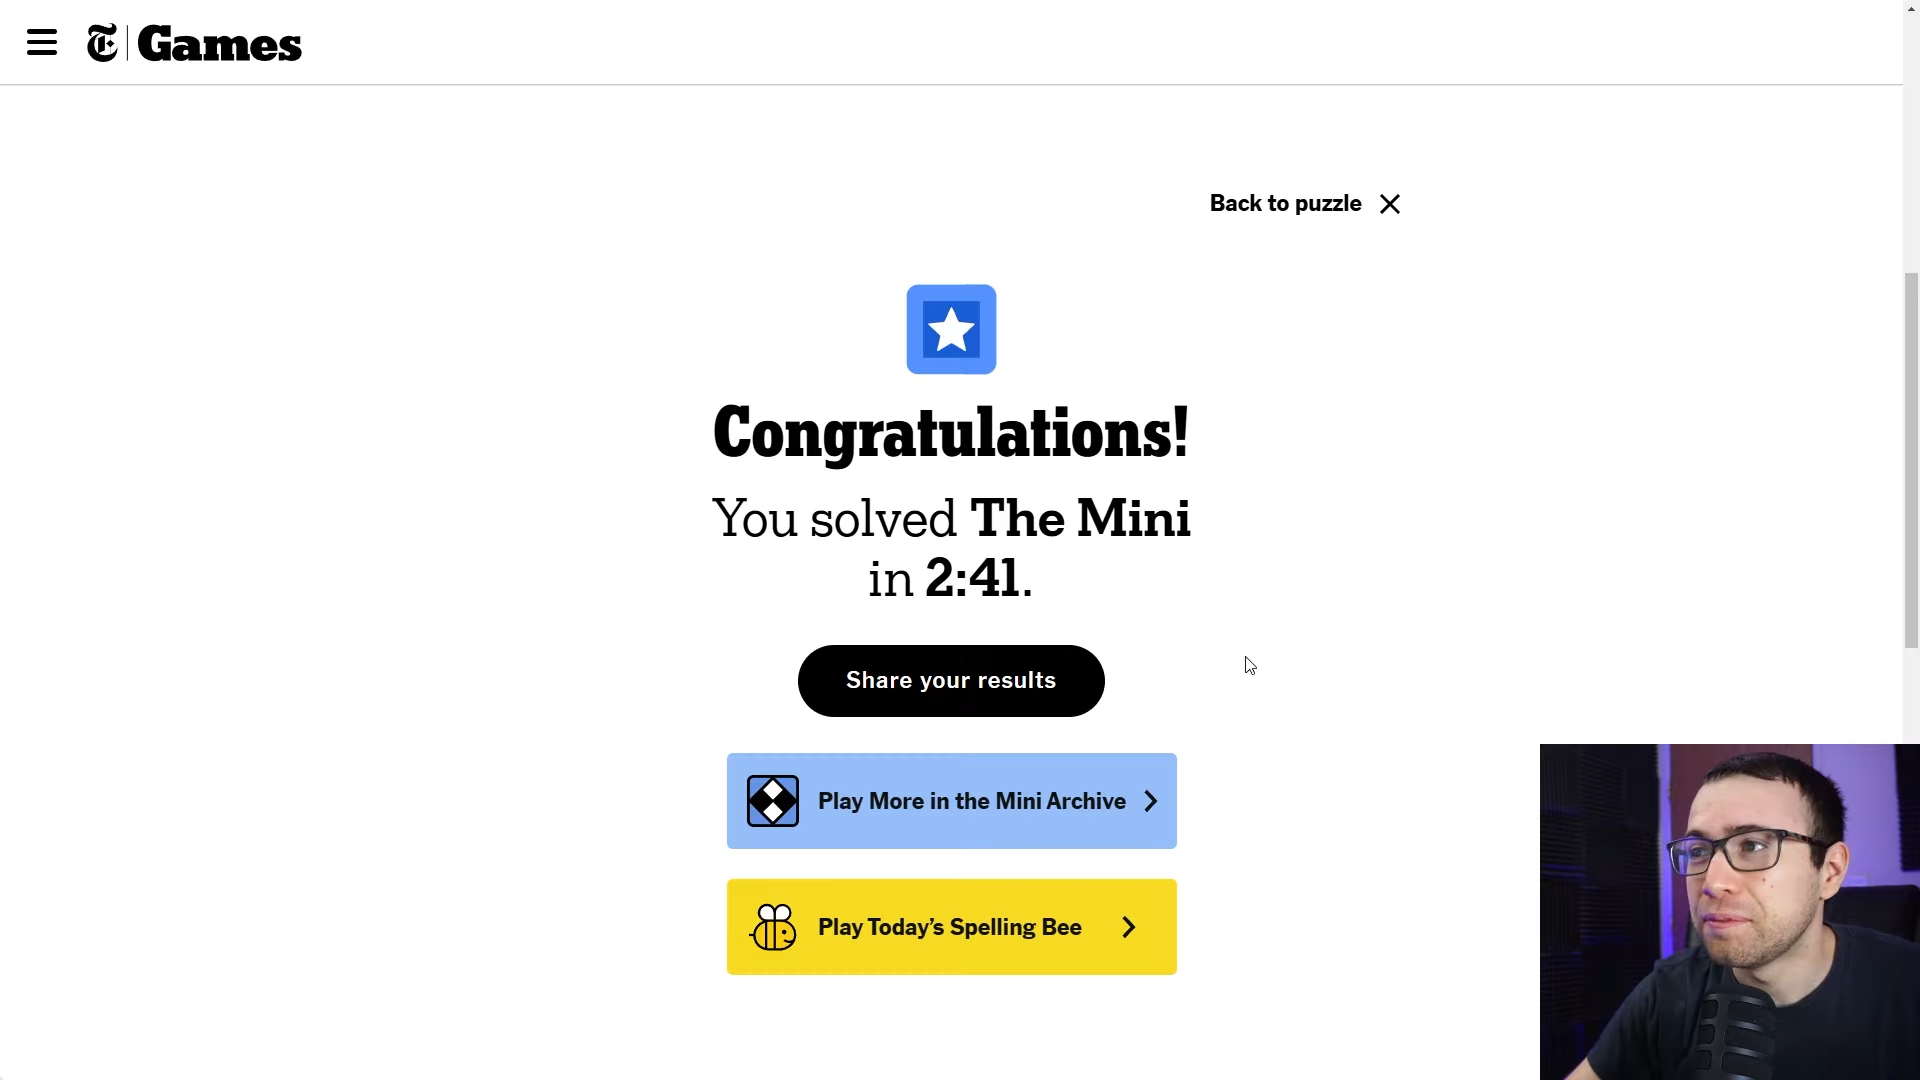 T Games
Back to puzzle
Congratulations!
You solved The Mini
in 2:41.
Share your results
Play More in the Mini Archive
Play Today's Spelling Bee